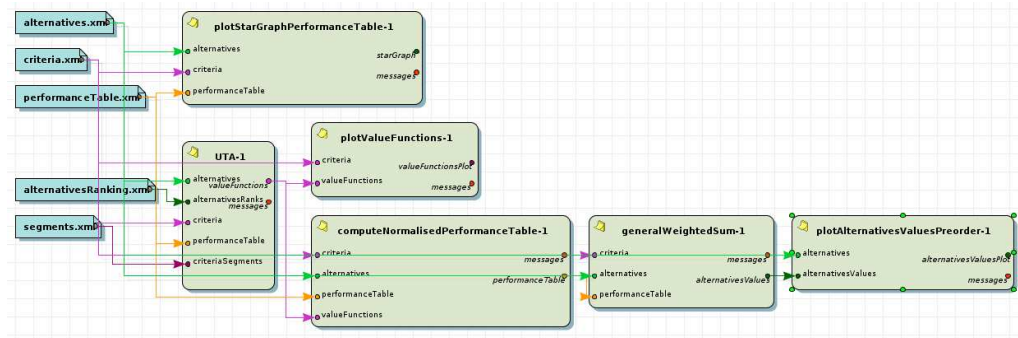 alternatives.xml
criteria.xml
performanceTable.xml
plotStarGraphPerformanceTable-1
alternatives
starGraph
criteria
messages
performanceTable
alternativesRanking.xml
segments.xml
UTA-1
alternatives
valueFunctions
alternativesRanks
messages
criteria
performanceTable
criteriaSegments
plotValueFunctions-1
criteria
valueFunctionsPlot
valueFunctions
messages
computeNormalisedPerformanceTable-1
criteria
messages
alternatives
performanceTable
performanceTable
valueFunctions
generalWeightedSum-1
criteria
messages
alternatives
alternativesValues
performanceTable
plotAlternativesValuesPreorder-1
alternatives
alternativesValuesPlot
alternativesValues
messages